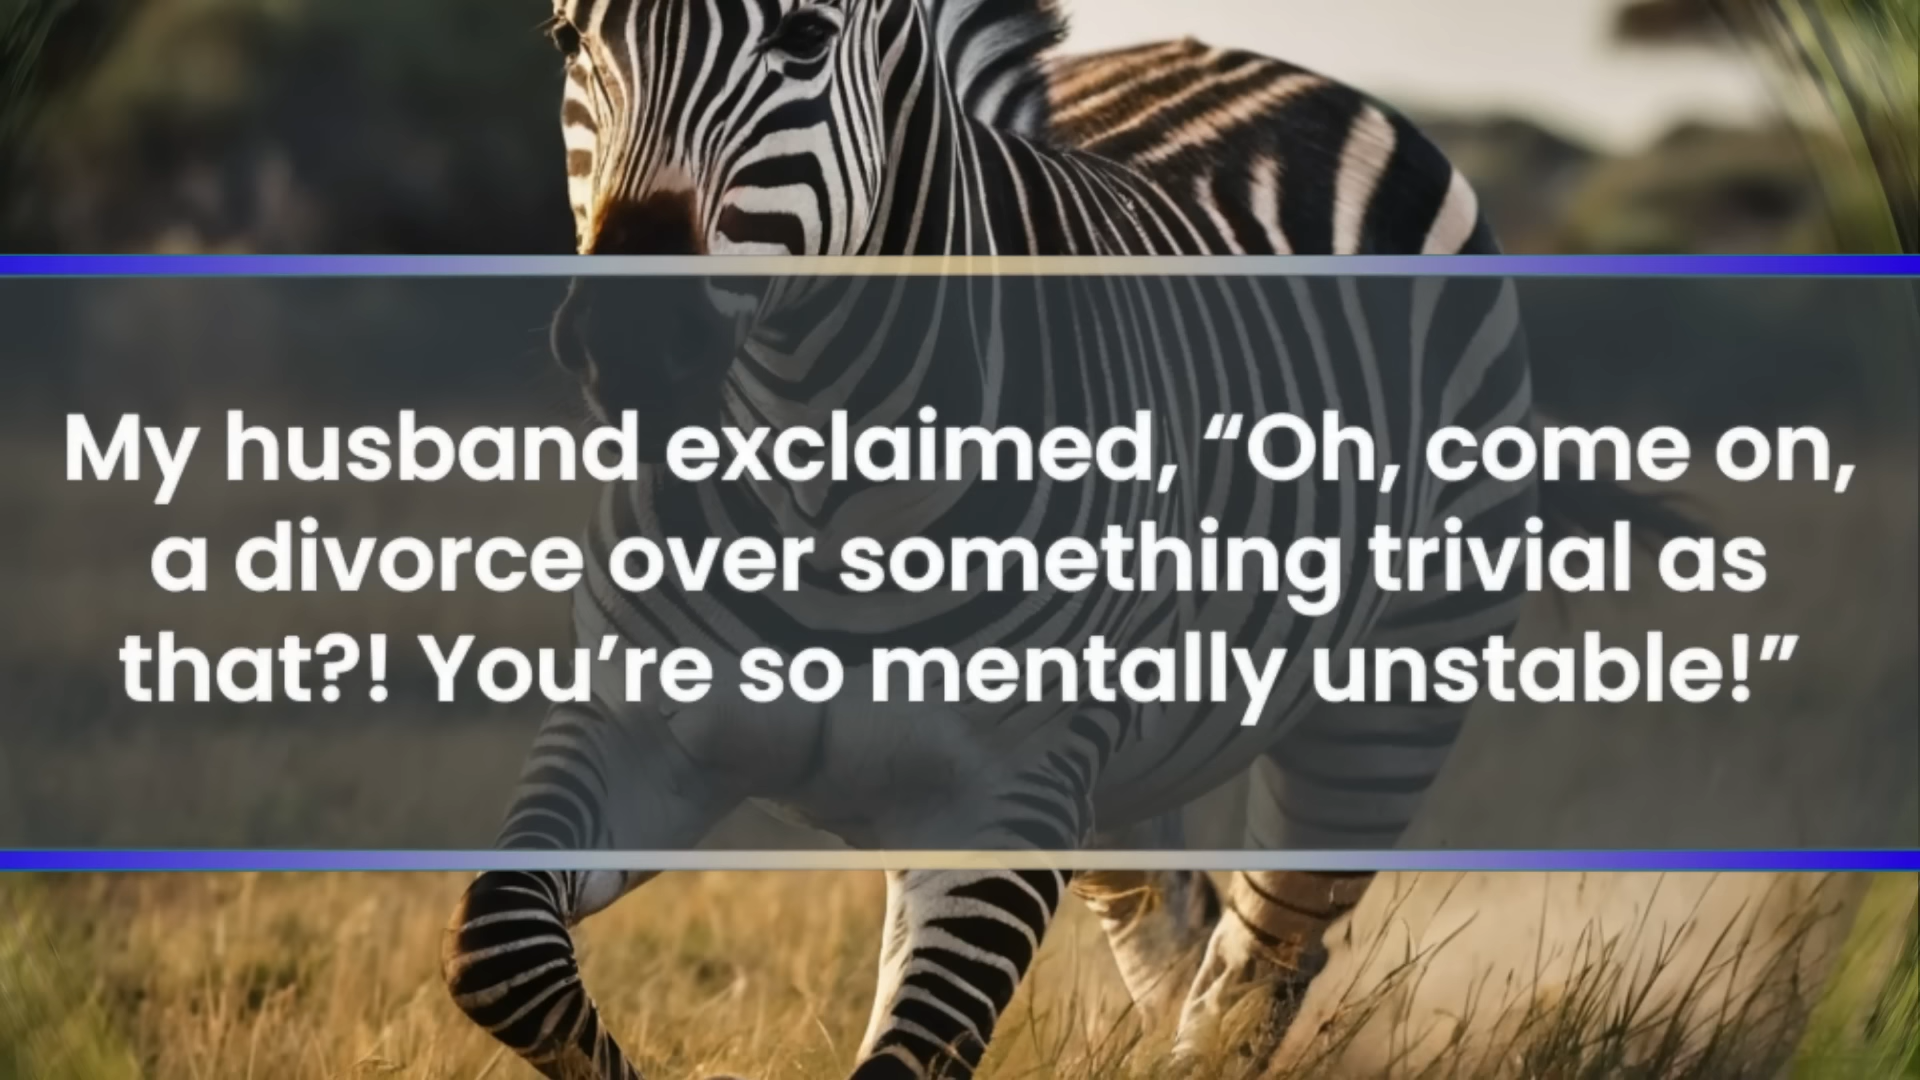 My husband exclaimed, “Oh, come on,
a divorce over something trivial as
that?! You’re so mentally unstable!”